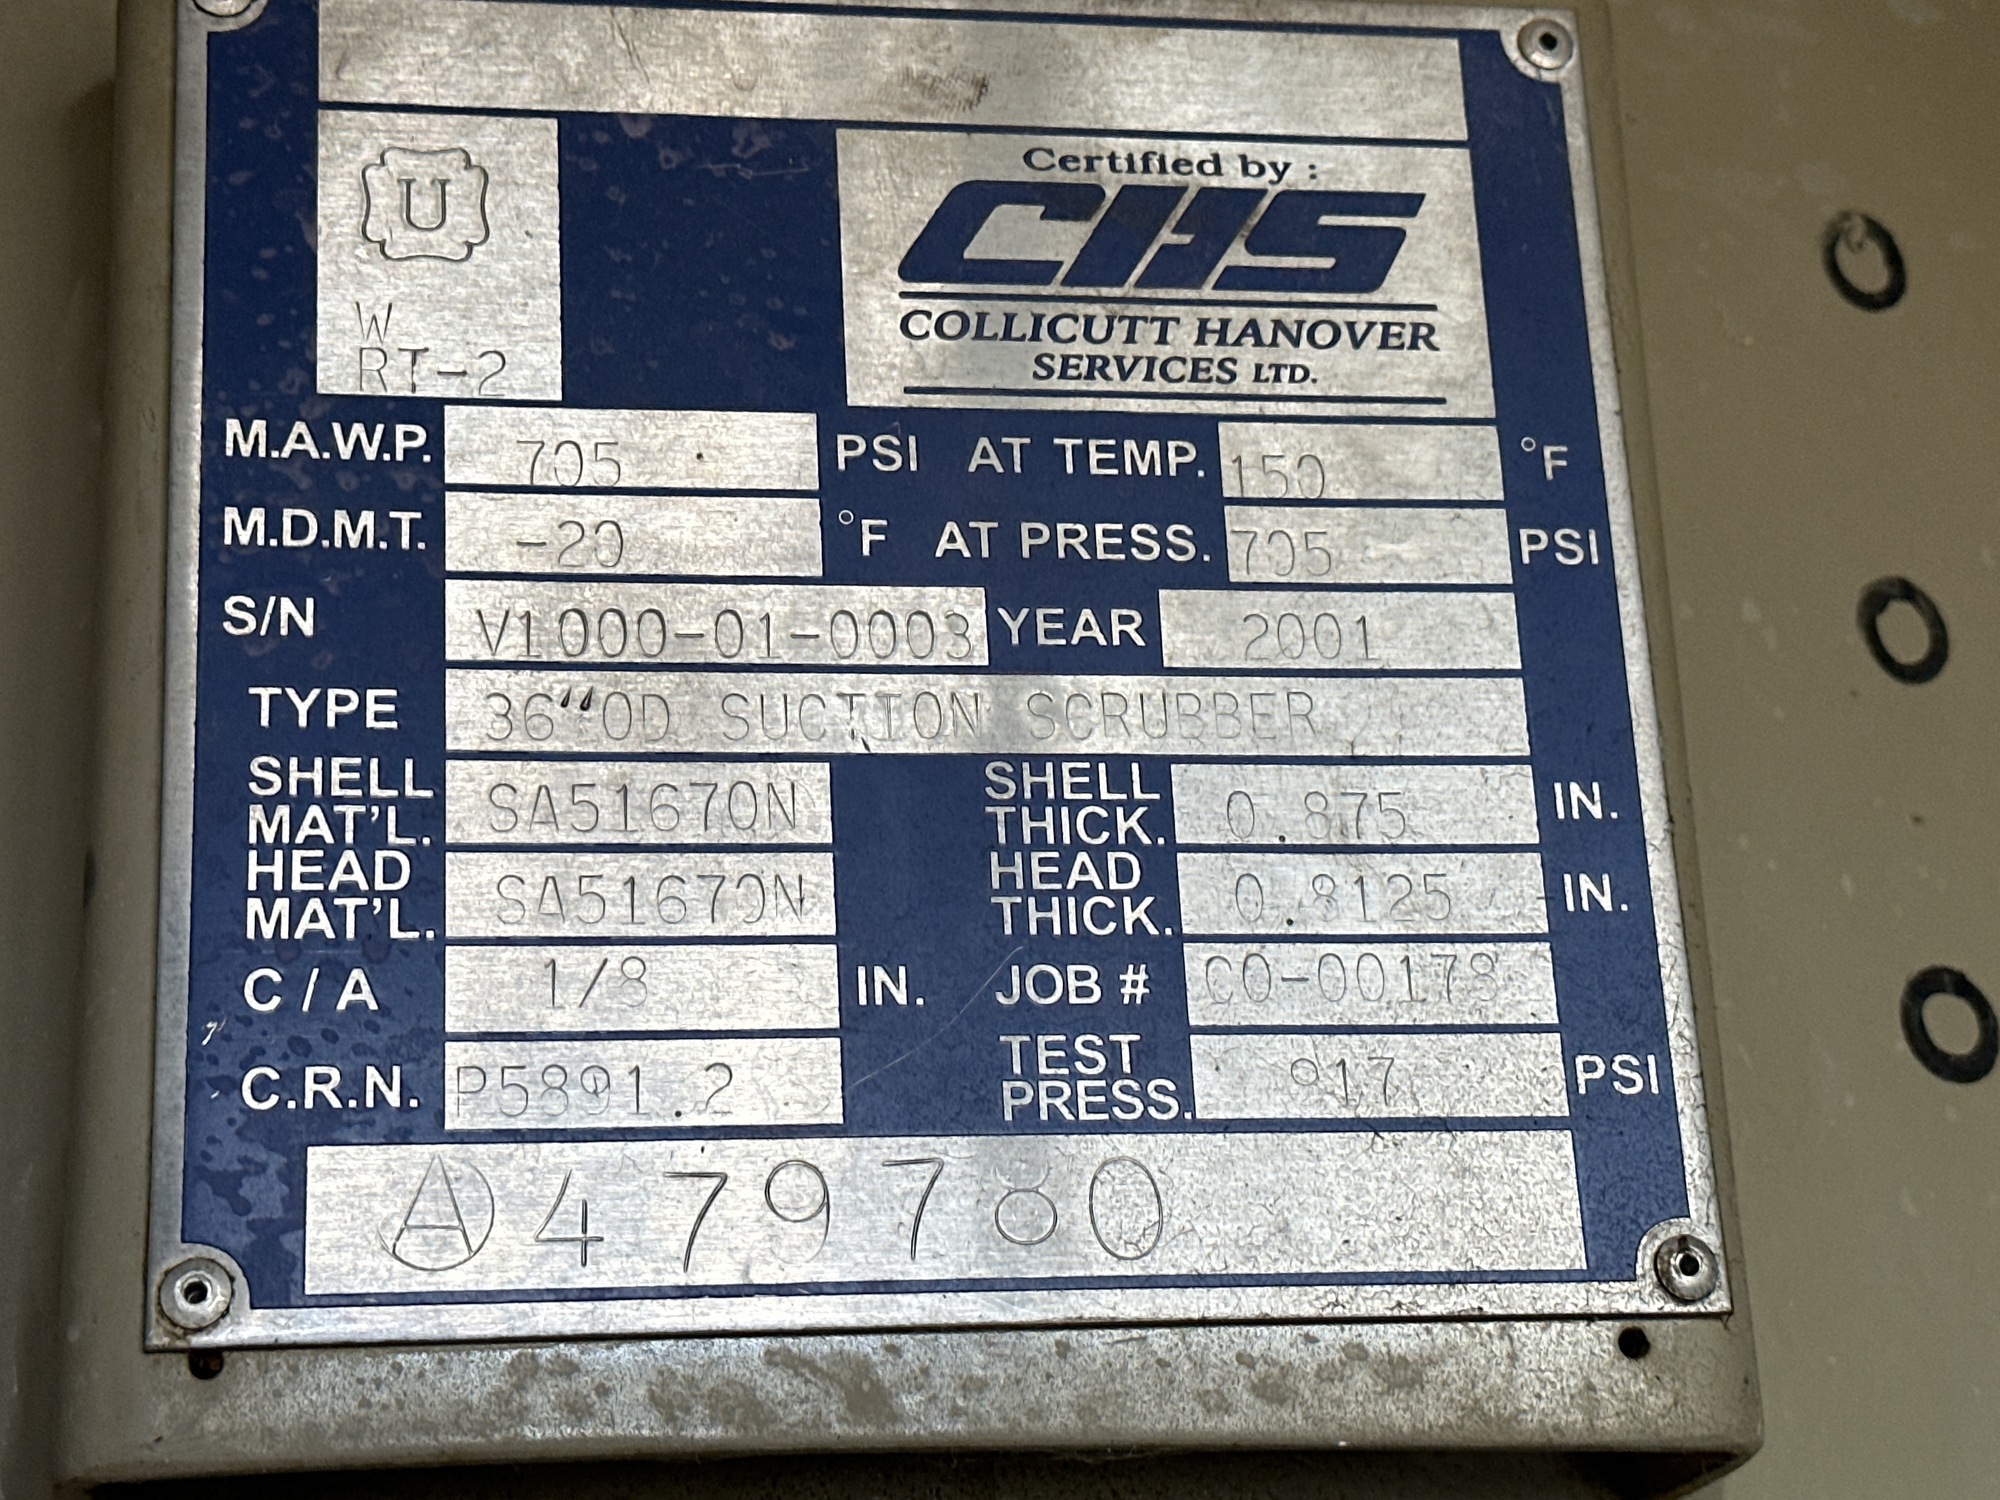 U
W
RT-2
Certified by :
CHS
COLLICUTT HANOVER
SERVICES LTD.
M.A.W.P. 705 PSI AT TEMP. 150 °F
M.D.M.T. -20 °F AT PRESS. 705 PSI
S/N V1000-01-0003 YEAR 2001
TYPE 36"OD SUCTION SCRUBBER
SHELL MAT'L. SA51670N SHELL THICK. 0.875 IN.
HEAD MAT'L. SA51670N HEAD THICK. 0.8125 IN.
C/A 1/8 IN. JOB # CO-00178
C.R.N. P5891.2 TEST PRESS. 917 PSI
A 479780